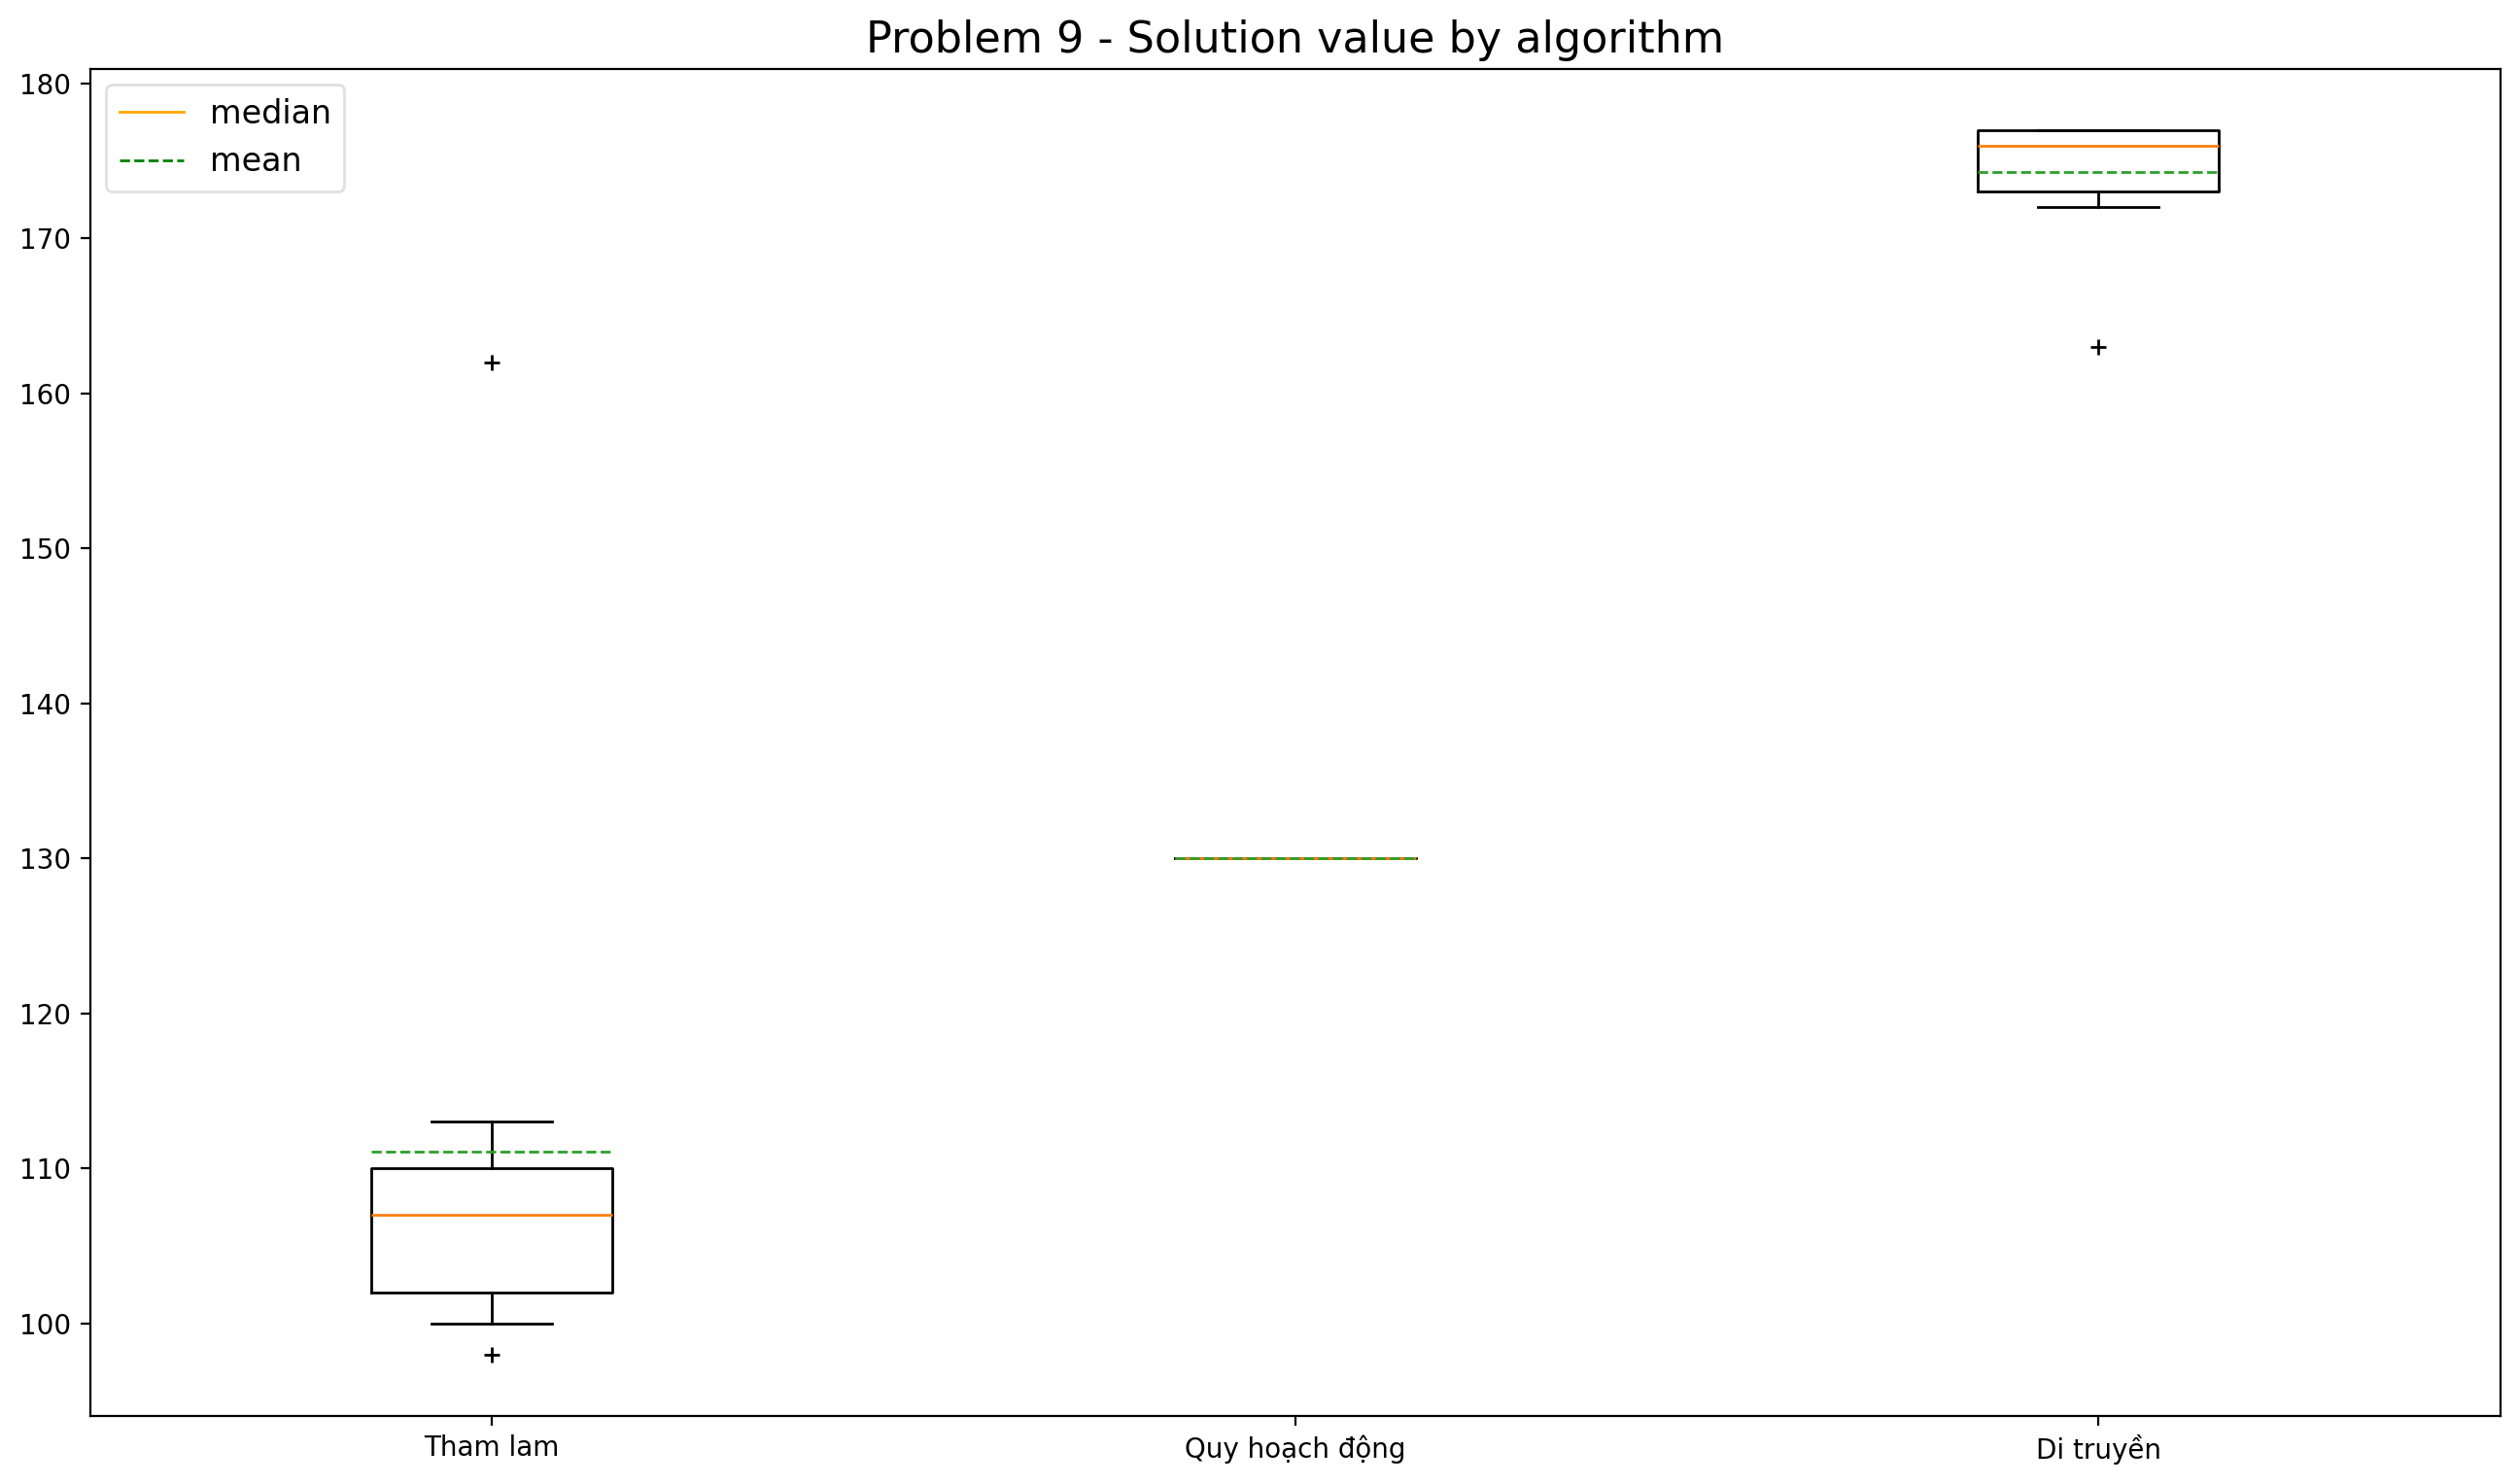 Problem 9 - Solution value by algorithm
median
mean
180
170
160
150
140
130
120
110
100
Tham lam
Quy hoạch động
Di truyền